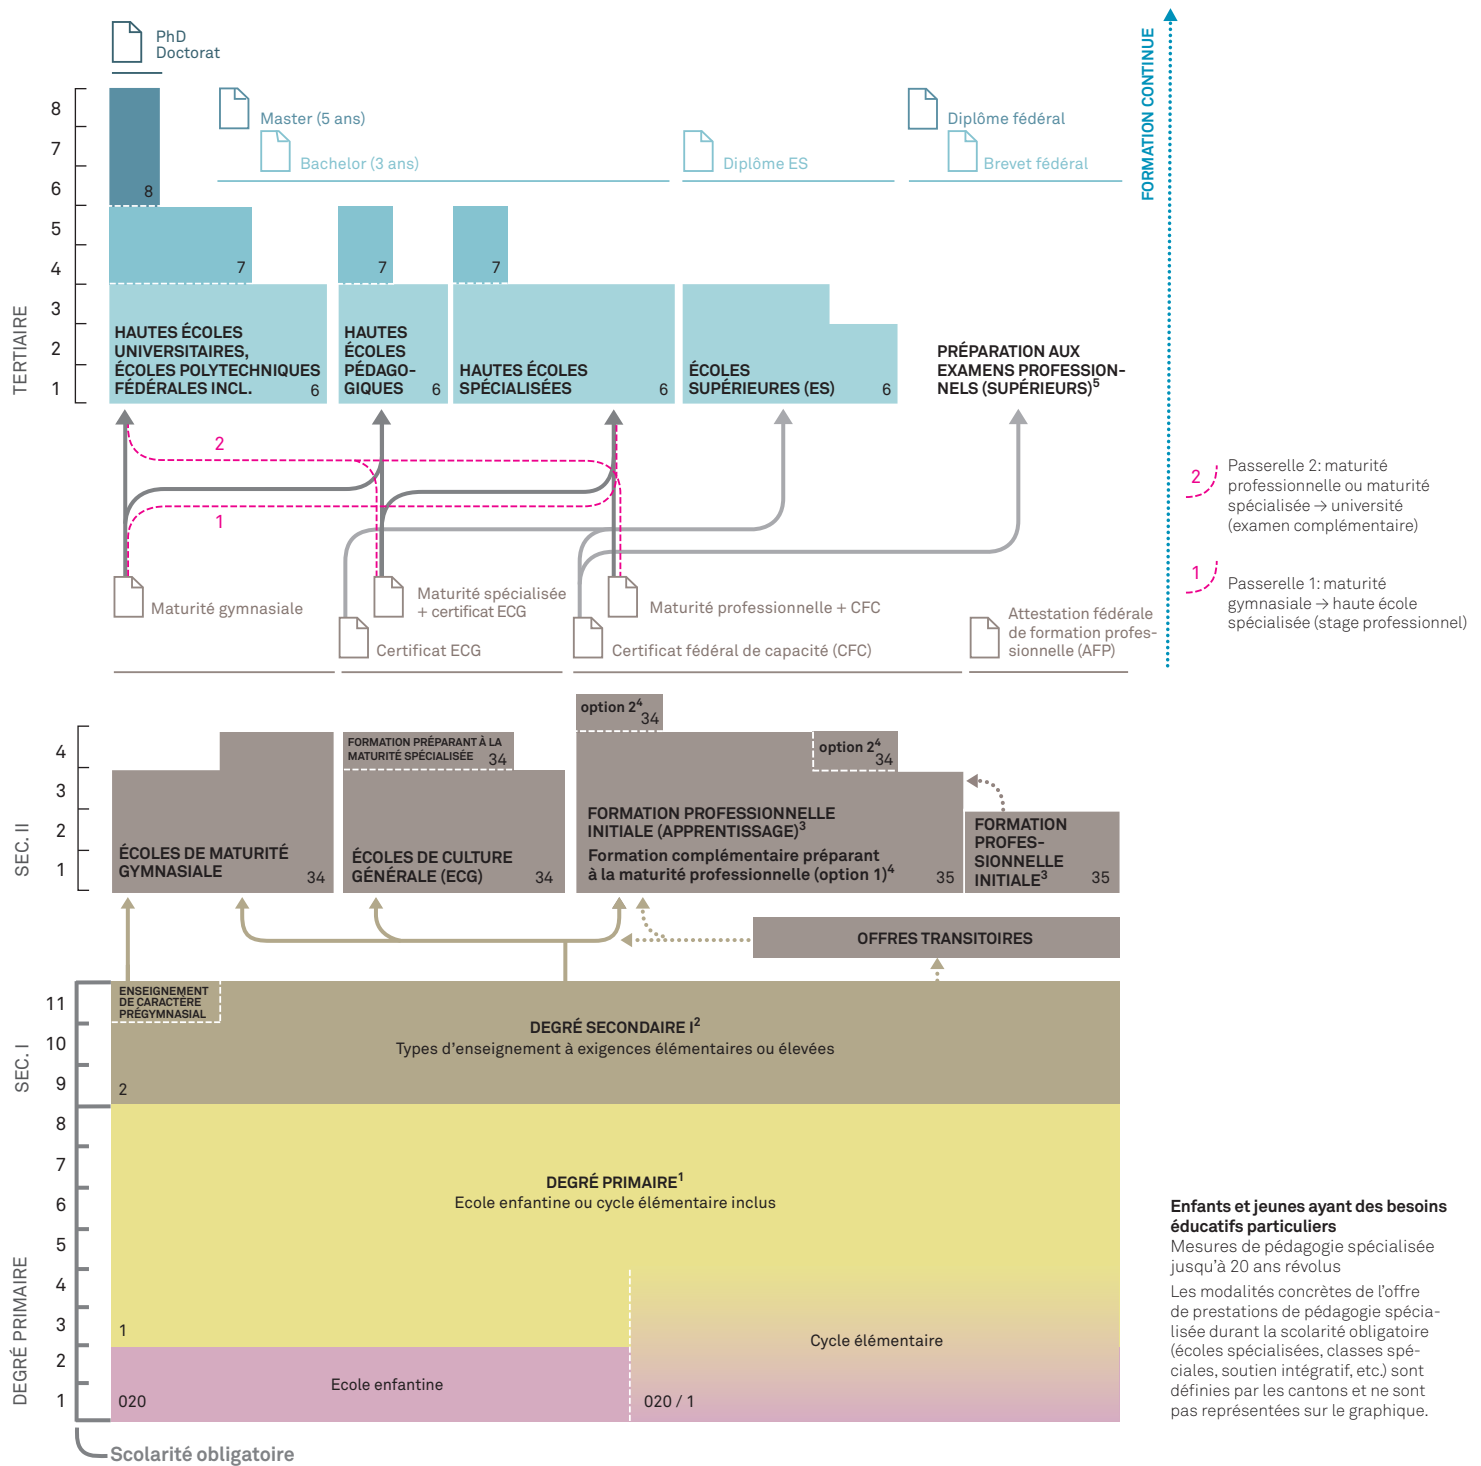 PhD
Doctorat
FORMATION CONTINUE
8
7
6
5
4
3
2
1
TERTIAIRE
Master (5 ans)
Bachelor (3 ans)
Diplôme ES
Diplôme fédéral
Brevet fédéral
8
7
7
7
HAUTES ÉCOLES
UNIVERSITAIRES,
ÉCOLES POLYTECHNIQUES
FÉDÉRALES INCL.
6
HAUTES
ÉCOLES
PÉDAGO-
GIQUES
6
HAUTES ÉCOLES
SPÉCIALISÉES
6
ÉCOLES
SUPÉRIEURES (ES)
6
PRÉPARATION AUX
EXAMENS PROFESSION-
NELS (SUPÉRIEURS)5
2
1
2
Passerelle 2: maturité
professionnelle ou maturité
spécialisée → université
(examen complémentaire)
1
Passerelle 1: maturité
gymnasiale → haute école
spécialisée (stage professionnel)
Maturité gymnasiale
Maturité spécialisée
+ certificat ECG
Maturité professionnelle + CFC
Attestation fédérale
de formation profes-
sionnelle (AFP)
Certificat ECG
Certificat fédéral de capacité (CFC)
SEC. II
4
3
2
1
ÉCOLES DE MATURITÉ
GYMNASIALE
34
FORMATION PRÉPARANT À LA
MATURITÉ SPÉCIALISÉE
34
ÉCOLES DE CULTURE
GÉNÉRALE (ECG)
34
option 24
34
option 24
34
FORMATION PROFESSIONNELLE
INITIALE (APPRENTISSAGE)3
Formation complémentaire préparant
à la maturité professionnelle (option 1)4
35
FORMATION
PROFES-
SIONNELLE
INITIALE3
35
OFFRES TRANSITOIRES
SEC. I
11
10
9
ENSEIGNEMENT
DE CARACTÈRE
PRÉGYMNASIAL
DEGRÉ SECONDAIRE I2
Types d’enseignement à exigences élémentaires ou élevées
2
DEGRÉ PRIMAIRE
8
7
6
5
4
3
2
1
DEGRÉ PRIMAIRE1
Ecole enfantine ou cycle élémentaire inclus
1
Cycle élémentaire
Ecole enfantine
020
020 / 1
Scolarité obligatoire
Enfants et jeunes ayant des besoins
éducatifs particuliers
Mesures de pédagogie spécialisée
jusqu’à 20 ans révolus
Les modalités concrètes de l’offre
de prestations de pédagogie spécia-
lisée durant la scolarité obligatoire
(écoles spécialisées, classes spé-
ciales, soutien intégratif, etc.) sont
définies par les cantons et ne sont
pas représentées sur le graphique.